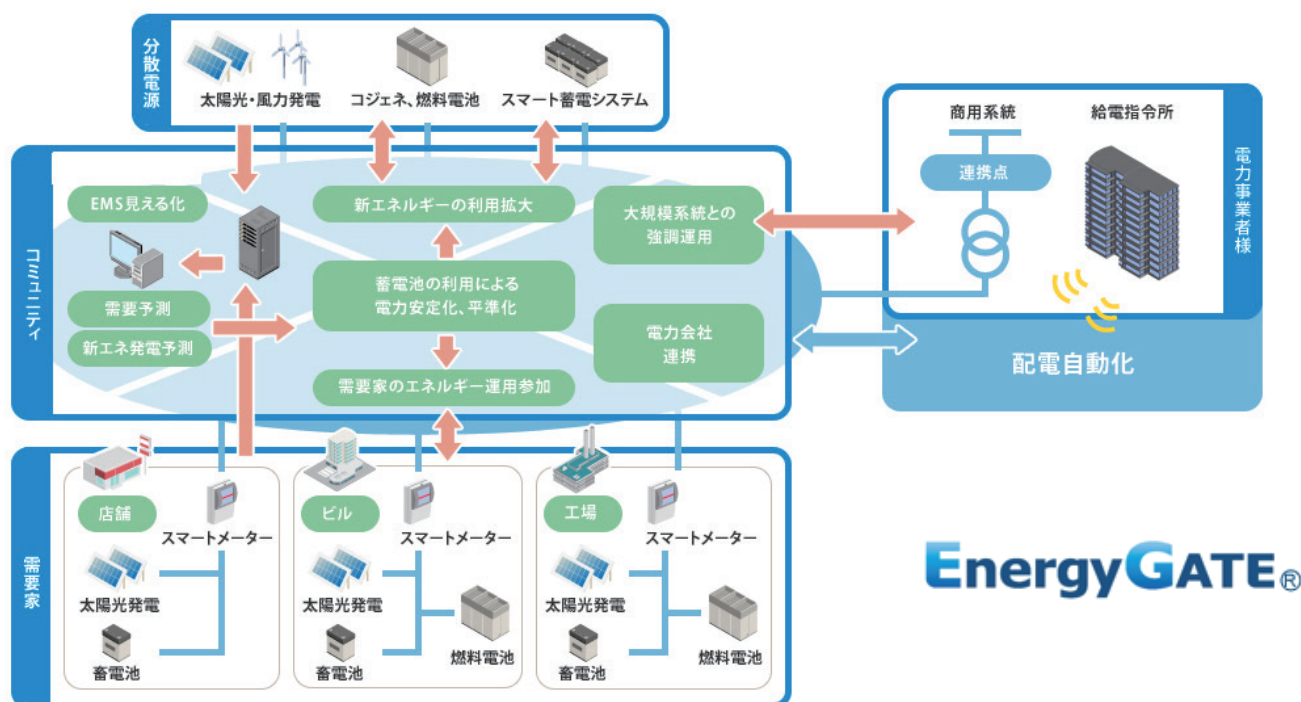 分散電源
太陽光・風力発電
コジェネ、燃料電池
スマート蓄電システム
コミュニティ
EMS見える化
需要予測
新エネ発電予測
新エネルギーの利用拡大
蓄電池の利用による
電力安定化、平準化
需要家のエネルギー運用参加
大規模系統との
強調運用
電力会社
連携
電力事業者様
商用系統
給電指令所
連携点
配電自動化
需要家
店舗
スマートメーター
太陽光発電
畜電池
ビル
スマートメーター
太陽光発電
畜電池
燃料電池
工場
スマートメーター
太陽光発電
畜電池
燃料電池
EnergyGATE®